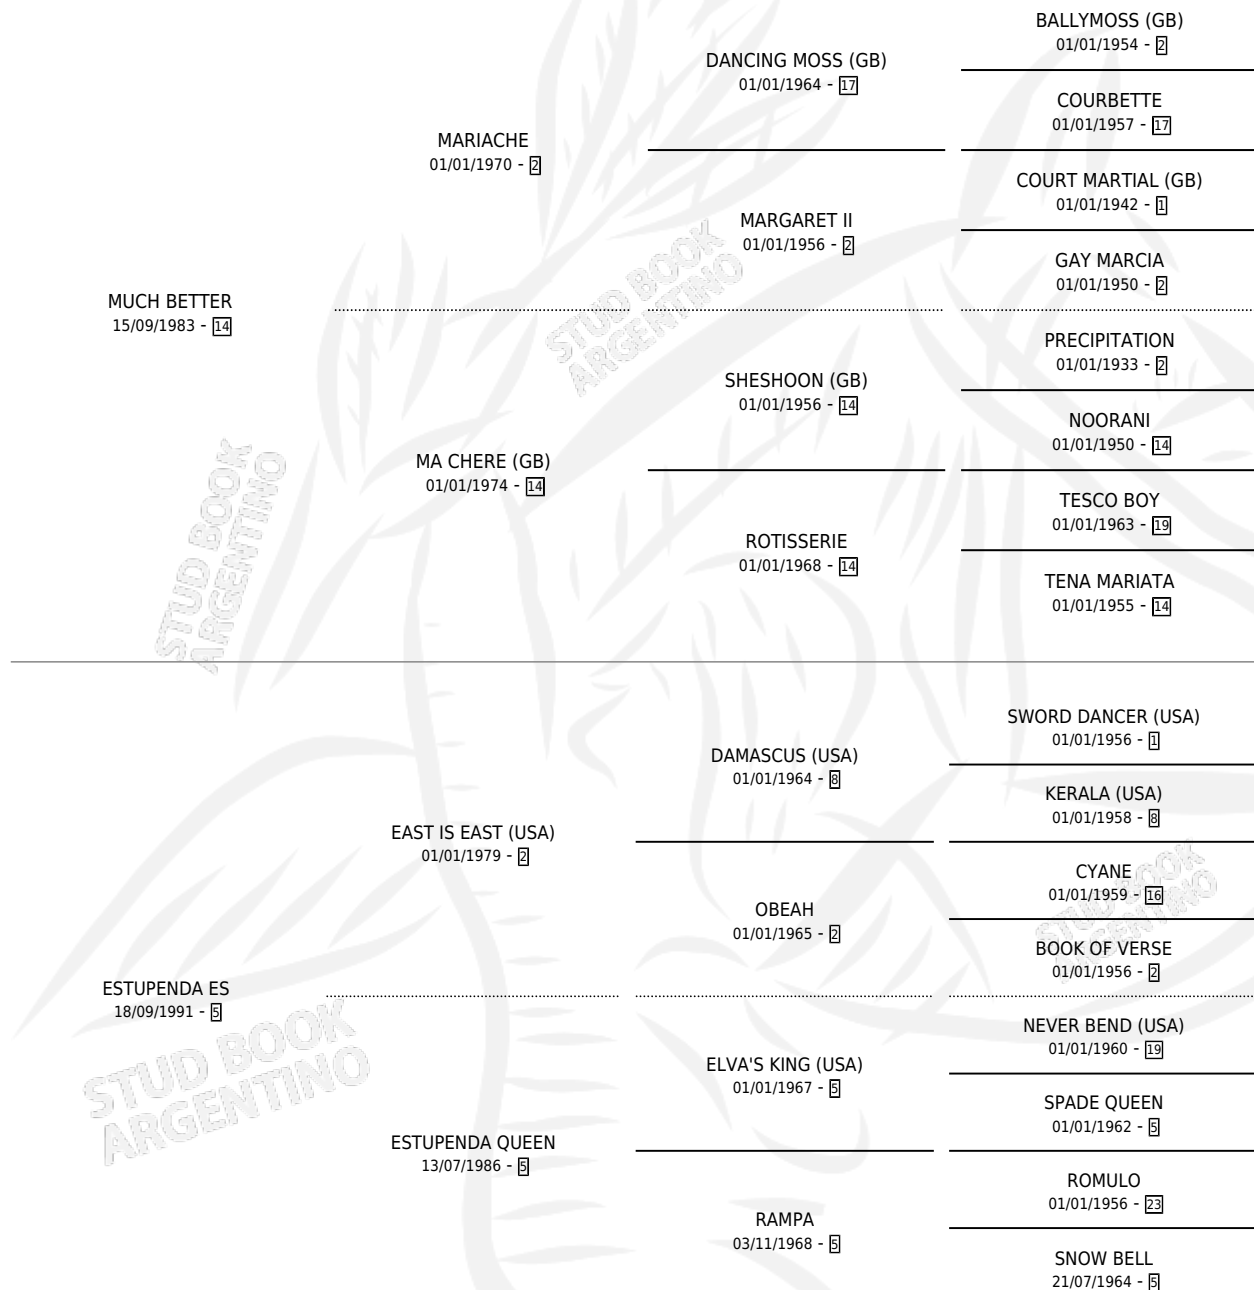 BALLYMOSS (GB)
01/01/1954 - 2
DANCING MOSS (GB)
01/01/1964 - 17
COURBETTE
01/01/1957 - 17
MARIACHE
01/01/1970 - 2
COURT MARTIAL (GB)
01/01/1942 - 1
MARGARET II
01/01/1956 - 2
GAY MARCIA
01/01/1950 - 2
MUCH BETTER
15/09/1983 - 14
STUD BOOK
ARGENTINO
PRECIPITATION
01/01/1933 - 2
SHESHOON (GB)
01/01/1956 - 14
NOORANI
01/01/1950 - 14
MA CHERE (GB)
01/01/1974 - 14
TESCO BOY
01/01/1963 - 19
ROTISSERIE
01/01/1968 - 14
TENA MARIATA
01/01/1955 - 14
STUD BOOK
ARGENTINO
SWORD DANCER (USA)
01/01/1956 - 1
DAMASCUS (USA)
01/01/1964 - 8
KERALA (USA)
01/01/1958 - 8
EAST IS EAST (USA)
01/01/1979 - 2
CYANE
01/01/1959 - 16
OBEAH
01/01/1965 - 2
STUD BOOK
ARGENTINO
BOOK OF VERSE
01/01/1956 - 2
ESTUPENDA ES
18/09/1991 - 5
STUD BOOK
ARGENTINO
NEVER BEND (USA)
01/01/1960 - 19
ELVA'S KING (USA)
01/01/1967 - 5
SPADE QUEEN
01/01/1962 - 5
ESTUPENDA QUEEN
13/07/1986 - 5
ROMULO
01/01/1956 - 23
RAMPA
03/11/1968 - 5
SNOW BELL
21/07/1964 - 5